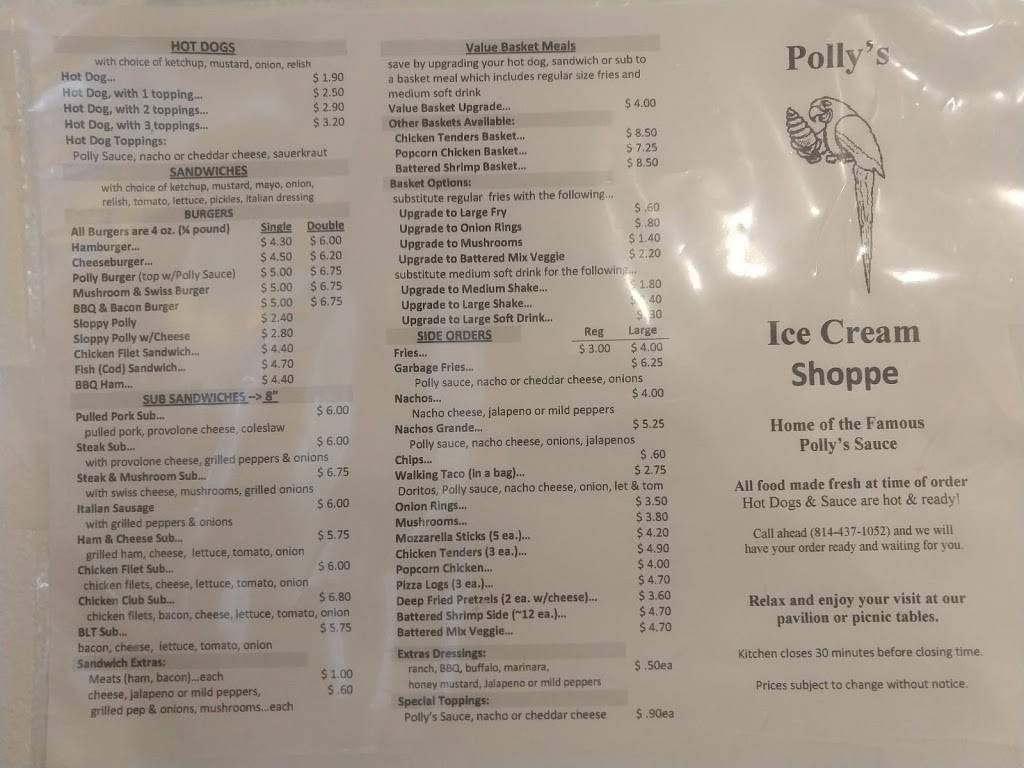 HOT DOGS
with choice of ketchup, mustard, onion, relish
Hot Dog... $ 1.90
Hot Dog, with 1 topping... $ 2.50
Hot Dog, with 2 toppings... $ 2.90
Hot Dog, with 3 toppings... $ 3.20
Hot Dog Toppings:
Polly Sauce, nacho or cheddar cheese, sauerkraut
SANDWICHES
with choice of ketchup, mustard, mayo, onion,
relish, tomato, lettuce, pickles, italian dressing
BURGERS
All Burgers are 4 oz. (¼ pound) Single Double
Hamburger... $ 4.30 $ 6.00
Cheeseburger... $ 4.50 $ 6.20
Polly Burger (top w/Polly Sauce) $ 5.00 $ 6.75
Mushroom & Swiss Burger $ 5.00 $ 6.75
BBQ & Bacon Burger $ 5.00 $ 6.75
Sloppy Polly $ 2.40
Sloppy Polly w/Cheese $ 2.80
Chicken Filet Sandwich... $ 4.40
Fish (Cod) Sandwich... $ 4.70
BBQ Ham... $ 4.40
SUB SANDWICHES --> 8"
Pulled Pork Sub... $ 6.00
pulled pork, provolone cheese, coleslaw
Steak Sub... $ 6.00
with provolone cheese, grilled peppers & onions
Steak & Mushroom Sub... $ 6.75
with swiss cheese, mushrooms, grilled onions
Italian Sausage $ 6.00
with grilled peppers & onions
Ham & Cheese Sub... $ 5.75
grilled ham, cheese, lettuce, tomato, onion
Chicken Filet Sub... $ 6.00
chicken filets, cheese, lettuce, tomato, onion
Chicken Club Sub... $ 6.80
chicken filets, bacon, cheese, lettuce, tomato, onion
BLT Sub... $ 5.75
bacon, cheese, lettuce, tomato, onion
Sandwich Extras:
Meats (ham, bacon)...each $ 1.00
cheese, jalapeno or mild peppers, $ .60
grilled pep & onions, mushrooms...each
Value Basket Meals
save by upgrading your hot dog, sandwich or sub to
a basket meal which includes regular size fries and
medium soft drink
Value Basket Upgrade... $ 4.00
Other Baskets Available:
Chicken Tenders Basket... $ 8.50
Popcorn Chicken Basket... $ 7.25
Battered Shrimp Basket... $ 8.50
Basket Options:
substitute regular fries with the following...
Upgrade to Large Fry $ .60
Upgrade to Onion Rings $ .80
Upgrade to Mushrooms $ 1.40
Upgrade to Battered Mix Veggie $ 2.20
substitute medium soft drink for the following...
Upgrade to Medium Shake... $ 1.80
Upgrade to Large Shake... $ 40
Upgrade to Large Soft Drink... $ 30
SIDE ORDERS Reg Large
Fries... $ 3.00 $ 4.00
Garbage Fries... $ 6.25
Polly sauce, nacho or cheddar cheese, onions
Nachos... $ 4.00
Nacho cheese, jalapeno or mild peppers
Nachos Grande... $ 5.25
Polly sauce, nacho cheese, onions, jalapenos
Chips... $ .60
Walking Taco (in a bag)... $ 2.75
Doritos, Polly sauce, nacho cheese, onion, let & tom
Onion Rings... $ 3.50
Mushrooms... $ 3.80
Mozzarella Sticks (5 ea.)... $ 4.20
Chicken Tenders (3 ea.)... $ 4.90
Popcorn Chicken... $ 4.00
Pizza Logs (3 ea.)... $ 4.70
Deep Fried Pretzels (2 ea. w/cheese)... $ 3.60
Battered Shrimp Side (~12 ea.)... $ 4.70
Battered Mix Veggie... $ 4.70
Extras Dressings:
ranch, BBQ, buffalo, marinara, $ .50ea
honey mustard, Jalapeno or mild peppers
Special Toppings:
Polly's Sauce, nacho or cheddar cheese $ .90ea
Polly's
Ice Cream
Shoppe
Home of the Famous
Polly's Sauce
All food made fresh at time of order
Hot Dogs & Sauce are hot & ready!
Call ahead (814-437-1052) and we will
have your order ready and waiting for you.
Relax and enjoy your visit at our
pavilion or picnic tables.
Kitchen closes 30 minutes before closing time.
Prices subject to change without notice.